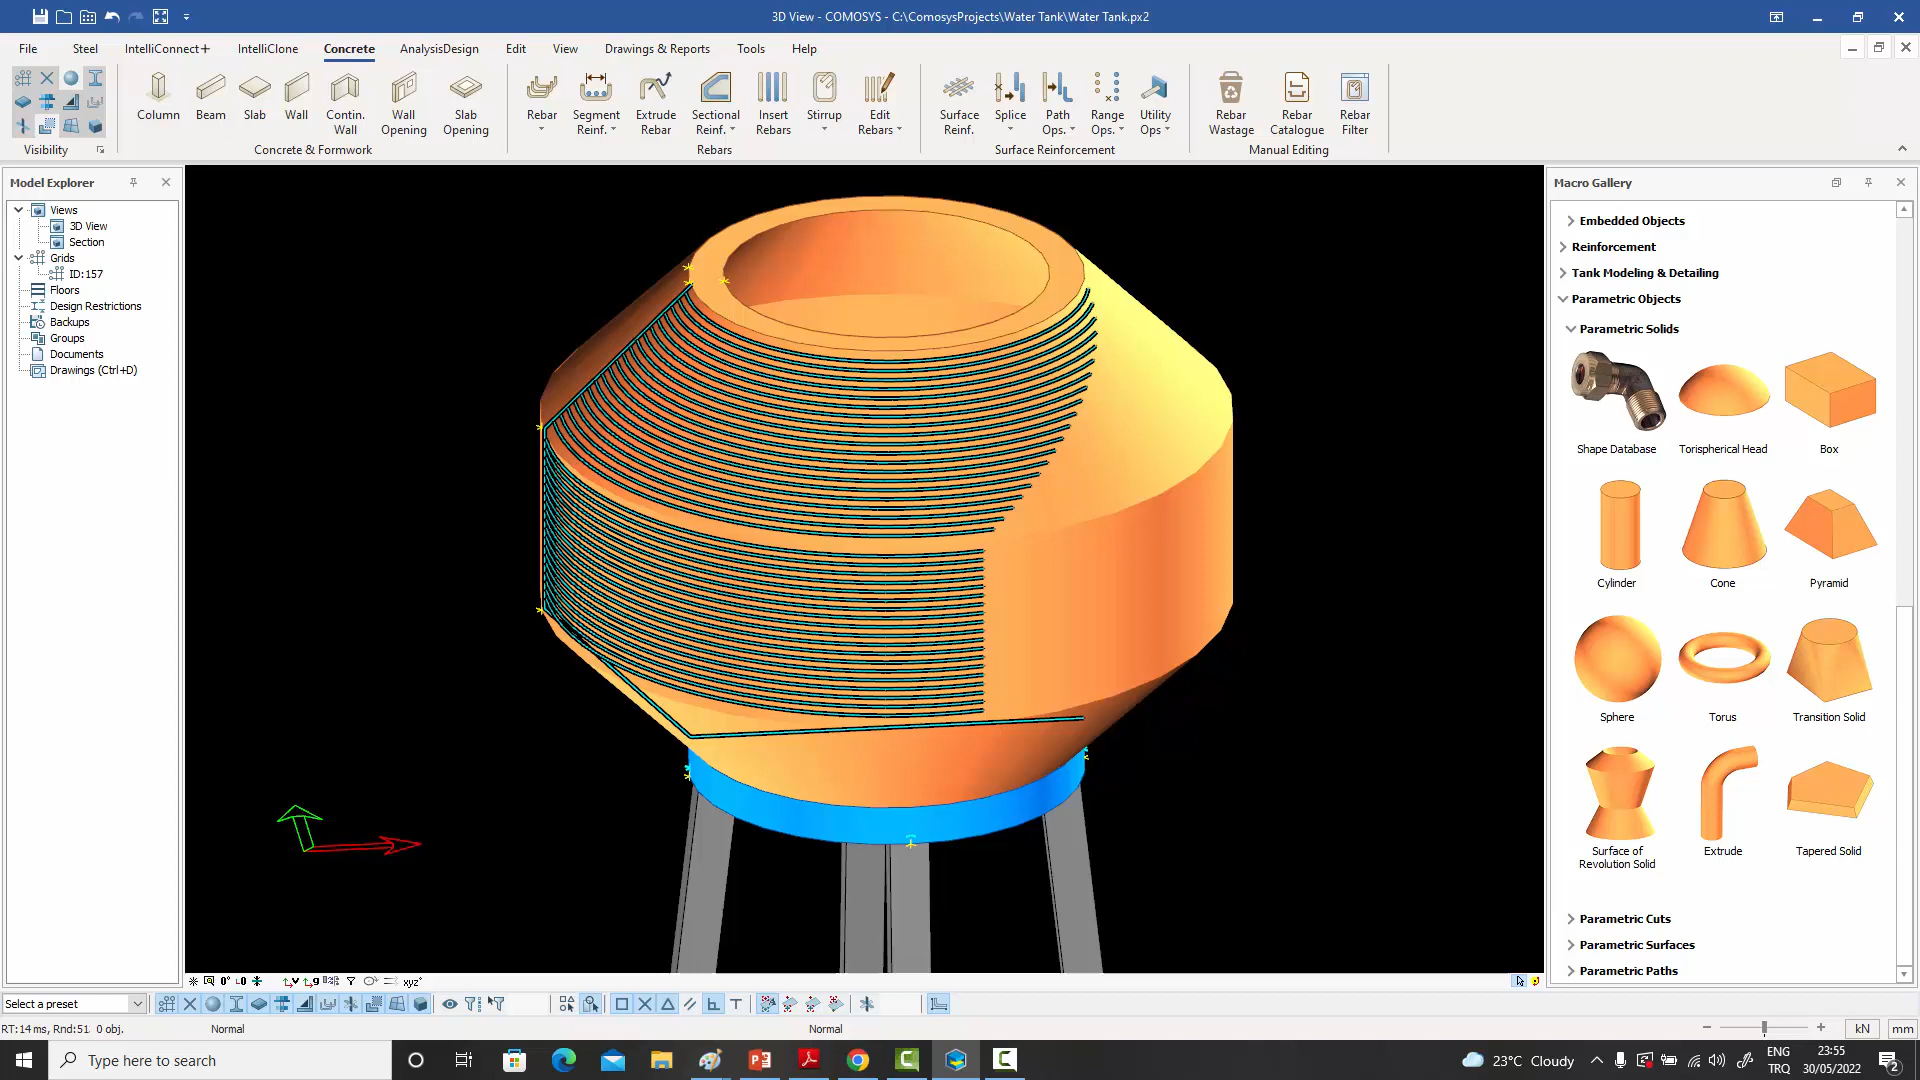 3D View - COMOSYS - C:\ComosysProjects\Water Tank\Water Tank.px2
File Steel IntelliConnect+ IntelliClone Concrete AnalysisDesign Edit View Drawings & Reports Tools Help
Column Beam Slab Wall Contin. Wall Wall Opening Slab Opening
Rebar Segment Reinf. Extrude Rebar Sectional Reinf. Insert Rebars Stirrup Edit Rebars
Surface Reinf. Splice Path Ops. Range Ops. Utility Ops
Rebar Wastage Rebar Catalogue Rebar Filter
Visibility Concrete & Formwork Rebars Surface Reinforcement Manual Editing
Model Explorer
Views
3D View
Section
Grids
ID:157
Floors
Design Restrictions
Backups
Groups
Documents
Drawings (Ctrl+D)
Macro Gallery
Embedded Objects
Reinforcement
Tank Modeling & Detailing
Parametric Objects
Parametric Solids
Shape Database Torispherical Head Box
Cylinder Cone Pyramid
Sphere Torus Transition Solid
Surface of Revolution Solid Extrude Tapered Solid
Parametric Cuts
Parametric Surfaces
Parametric Paths
xyz
Select a preset
RT:14 ms, Rnd:51 0 obj. Normal Normal kN mm
Type here to search
23°C Cloudy
ENG
TRQ
23:55
30/05/2022
2